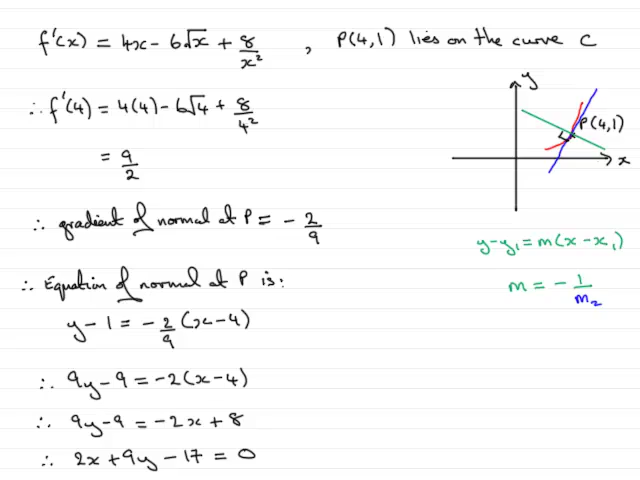 f'(x) = 4x - 6√x + 8/x² , P(4,1) lies on the curve C
∴ f'(4) = 4(4) - 6√4 + 8/4²
= 9/2
∴ gradient of normal at P = - 2/9
∴ Equation of normal at P is:
y - 1 = - 2/9 (x - 4)
∴ 9y - 9 = -2(x - 4)
∴ 9y - 9 = -2x + 8
∴ 2x + 9y - 17 = 0
y
P(4,1)
x
y - y₁ = m(x - x₁)
m = - 1/m₂